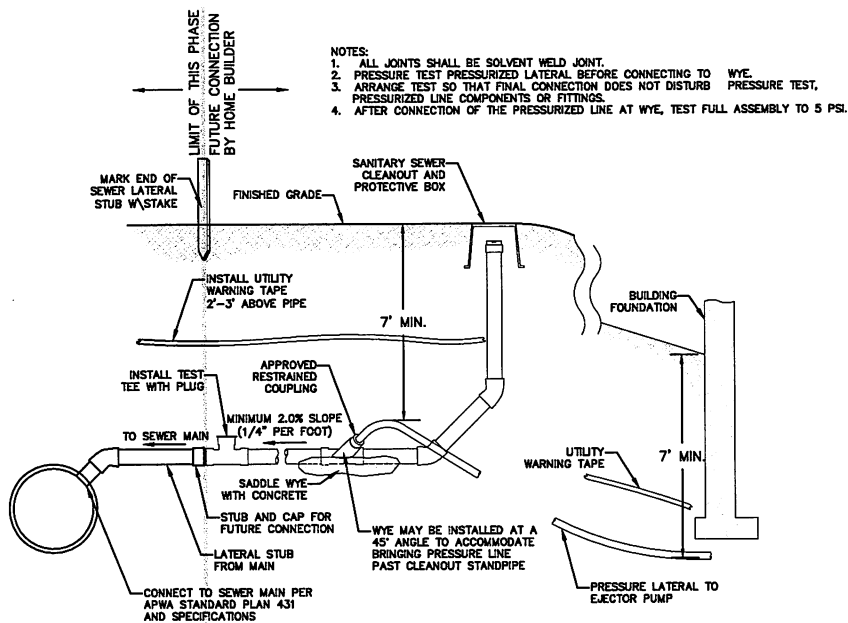 LIMIT OF THIS PHASE
FUTURE CONNECTION
BY HOME BUILDER
NOTES:
1. ALL JOINTS SHALL BE SOLVENT WELD JOINT.
2. PRESSURE TEST PRESSURIZED LATERAL BEFORE CONNECTING TO WYE.
3. ARRANGE TEST SO THAT FINAL CONNECTION DOES NOT DISTURB PRESSURE TEST,
PRESSURIZED LINE COMPONENTS OR FITTINGS.
4. AFTER CONNECTION OF THE PRESSURIZED LINE AT WYE, TEST FULL ASSEMBLY TO 5 PSI.
MARK END OF
SEWER LATERAL
STUB W\STAKE
FINISHED GRADE
SANITARY SEWER
CLEANOUT AND
PROTECTIVE BOX
INSTALL UTILITY
WARNING TAPE
2'-3' ABOVE PIPE
7' MIN.
BUILDING
FOUNDATION
INSTALL TEST
TEE WITH PLUG
APPROVED
RESTRAINED
COUPLING
MINIMUM 2.0% SLOPE
(1/4" PER FOOT)
TO SEWER MAIN
SADDLE WYE
WITH CONCRETE
UTILITY
WARNING TAPE
7' MIN.
STUB AND CAP FOR
FUTURE CONNECTION
LATERAL STUB
FROM MAIN
WYE MAY BE INSTALLED AT A
45° ANGLE TO ACCOMMODATE
BRINGING PRESSURE LINE
PAST CLEANOUT STANDPIPE
CONNECT TO SEWER MAIN PER
APWA STANDARD PLAN 431
AND SPECIFICATIONS
PRESSURE LATERAL TO
EJECTOR PUMP